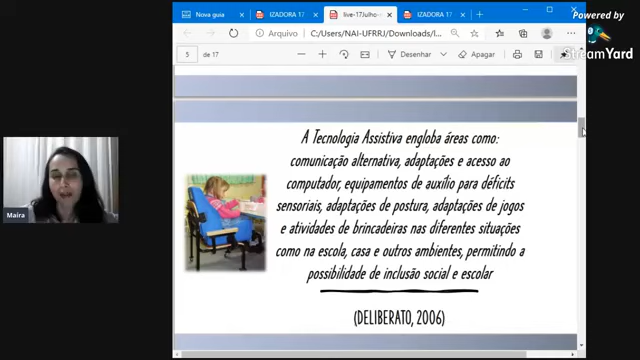 Nova guia
IZADORA 17
live-17Julho-
IZADORA 17
Powered by
StreamYard
Arquivo
C:/Users/NAI-UFRRJ/Downloads/l...
5
de 17
Desenhar
Apagar
A Tecnologia Assistiva engloba áreas como:
comunicação alternativa, adaptações e acesso ao
computador, equipamentos de auxílio para déficits
sensoriais, adaptações de postura, adaptações de jogos
e atividades de brincadeiras nas diferentes situações
como na escola, casa e outros ambientes, permitindo a
possibilidade de inclusão social e escolar
(DELIBERATO, 2006)
Maíra